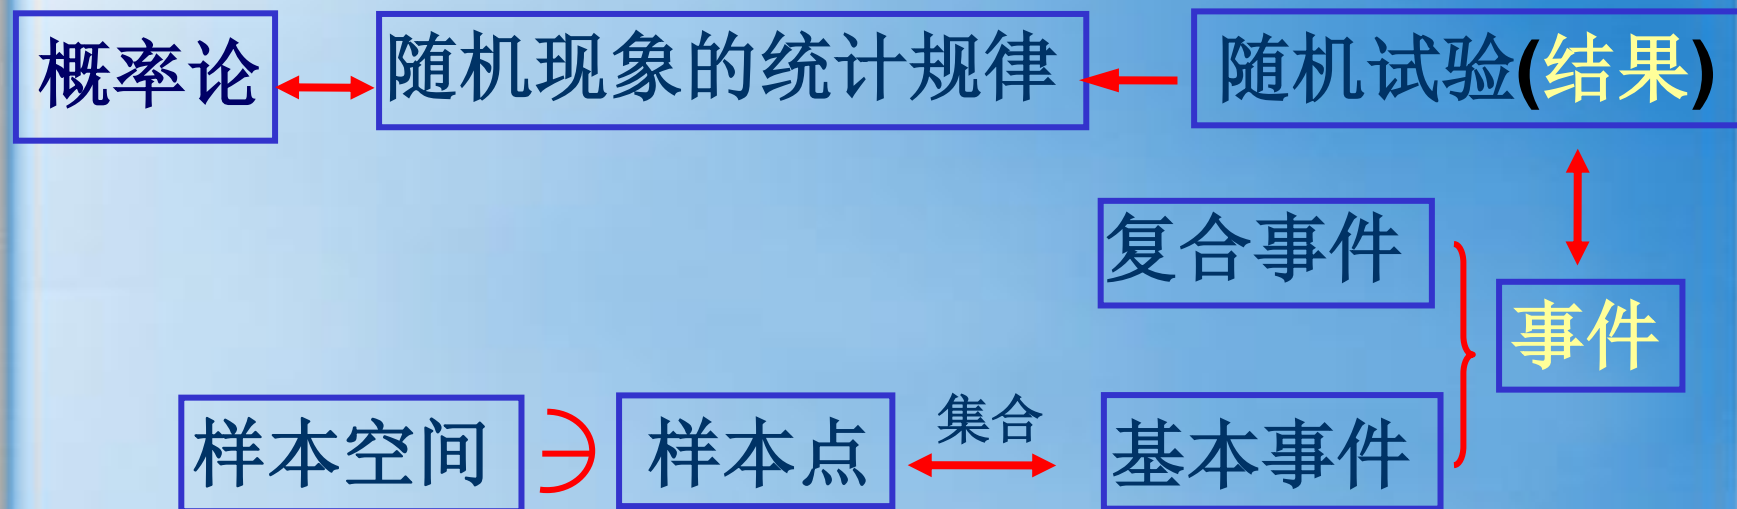 概率论 随机现象的统计规律 随机试验(结果)
复合事件
事件
样本空间 ∋ 样本点 集合 基本事件